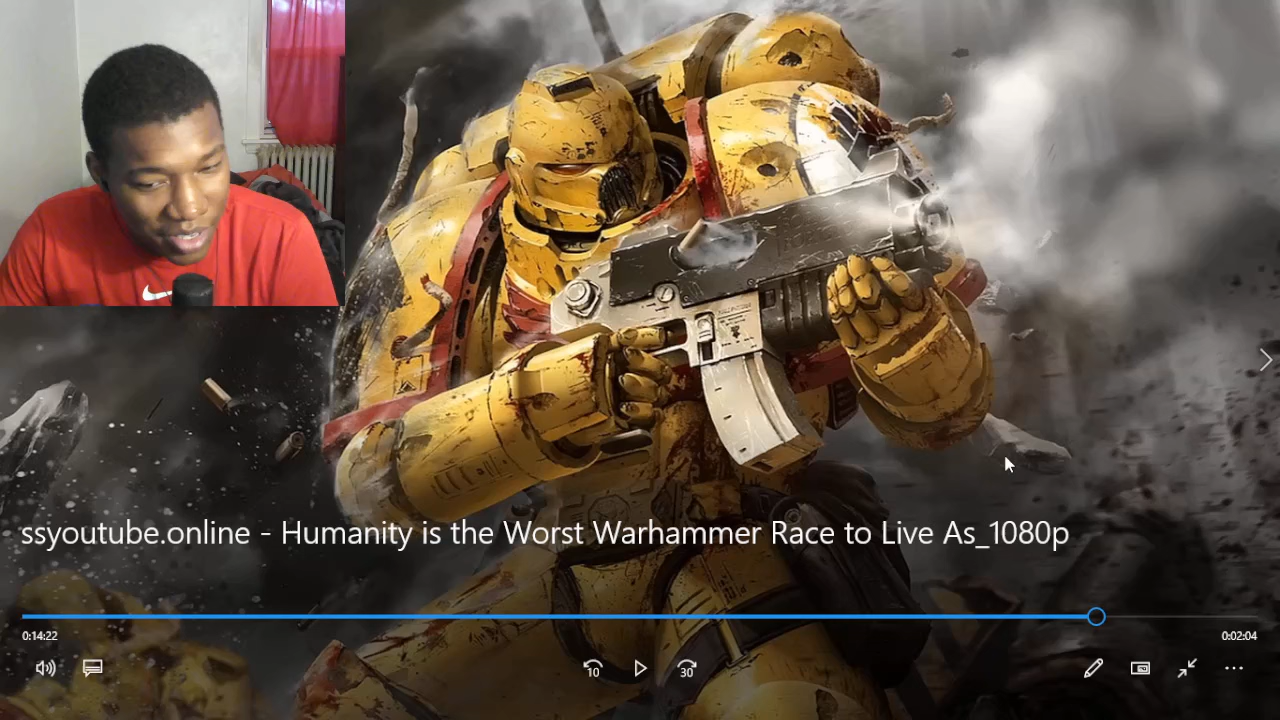 ssyoutube.online - Humanity is the Worst Warhammer Race to Live As_1080p
0:14:22
0:02:04
10
30